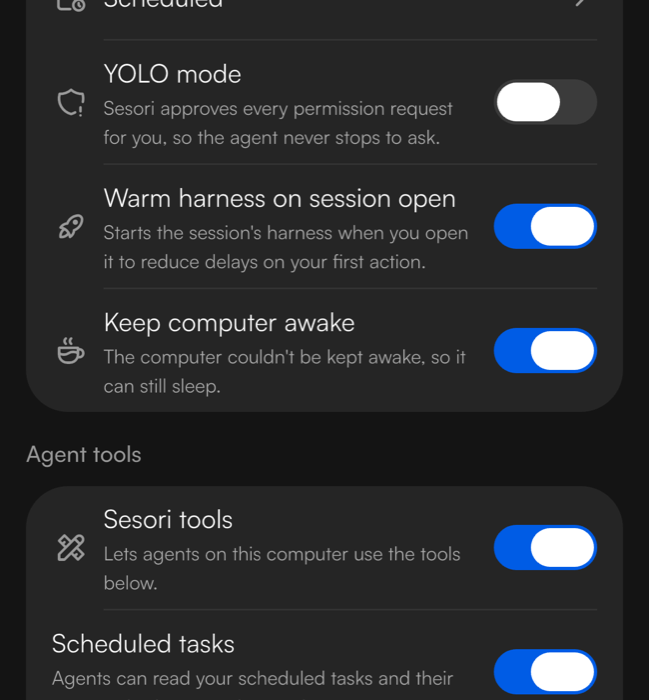 Scheduled
YOLO mode
Sesori approves every permission request
for you, so the agent never stops to ask.
Warm harness on session open
Starts the session's harness when you open
it to reduce delays on your first action.
Keep computer awake
The computer couldn't be kept awake, so it
can still sleep.
Agent tools
Sesori tools
Lets agents on this computer use the tools
below.
Scheduled tasks
Agents can read your scheduled tasks and their